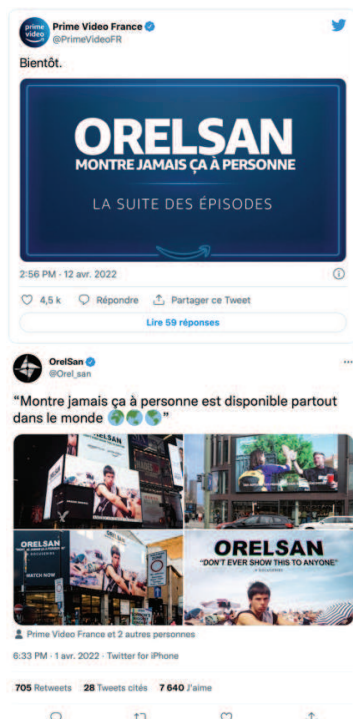 prime
video
Prime Video France
@PrimeVideoFR
Bientôt.
ORELSAN
MONTRE JAMAIS ÇA À PERSONNE
LA SUITE DES ÉPISODES
2:56 PM · 12 avr. 2022
4,5 k Répondre Partager ce Tweet
Lire 59 réponses
OrelSan
@Orel_san
"Montre jamais ça à personne est disponible partout
dans le monde 🌍🌎🌏"
ORELSAN
ORELSAN
WATCH NOW
ORELSAN
"DON'T EVER SHOW THIS TO ANYONE"
Prime Video France et 2 autres personnes
6:33 PM · 1 avr. 2022 · Twitter for iPhone
705 Retweets 28 Tweets cités 7 640 J'aime